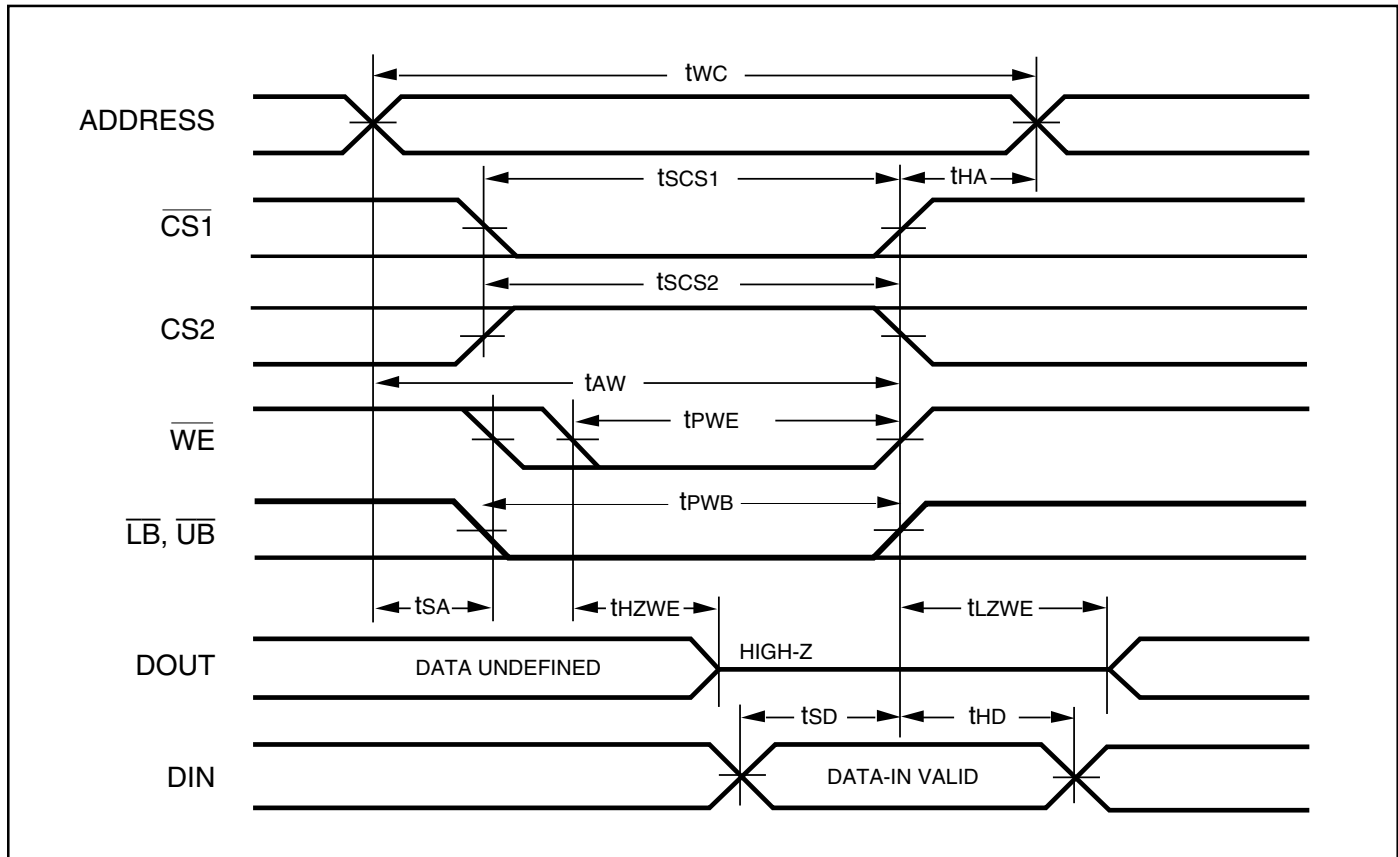 tWC
ADDRESS
tSCS1
tHA
CS1
tSCS2
CS2
tAW
tPWE
WE
tPWB
LB, UB
tSA
tHZWE
tLZWE
DOUT
DATA UNDEFINED
HIGH-Z
tSD
tHD
DIN
DATA-IN VALID